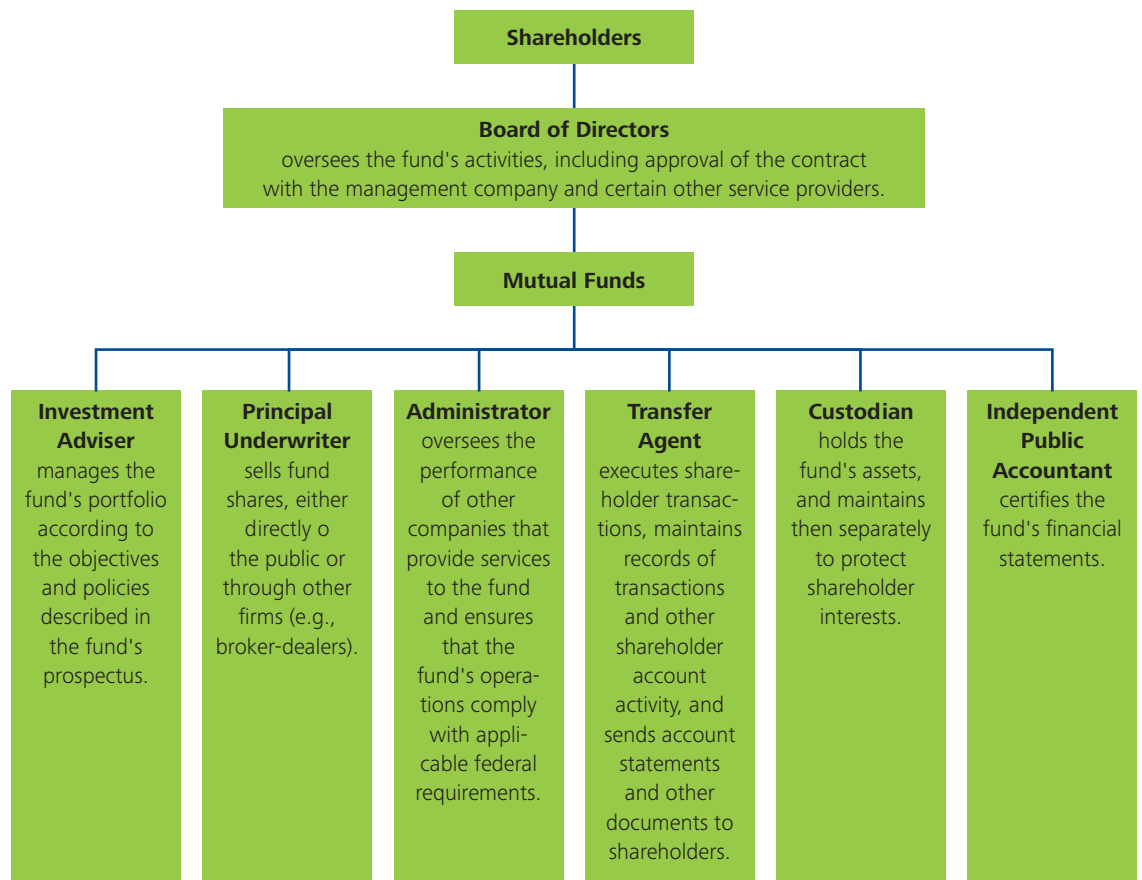 Shareholders
Board of Directors
oversees the fund's activities, including approval of the contract
with the management company and certain other service providers.
Mutual Funds
Investment
Adviser
manages the
fund's portfolio
according to
the objectives
and policies
described in
the fund's
prospectus.
Principal
Underwriter
sells fund
shares, either
directly o
the public or
through other
firms (e.g.,
broker-dealers).
Administrator
oversees the
performance
of other
companies that
provide services
to the fund
and ensures
that the
fund's opera-
tions comply
with appli-
cable federal
requirements.
Transfer
Agent
executes share-
holder transac-
tions, maintains
records of
transactions
and other
shareholder
account
activity, and
sends account
statements
and other
documents to
shareholders.
Custodian
holds the
fund's assets,
and maintains
then separately
to protect
shareholder
interests.
Independent
Public
Accountant
certifies the
fund's financial
statements.